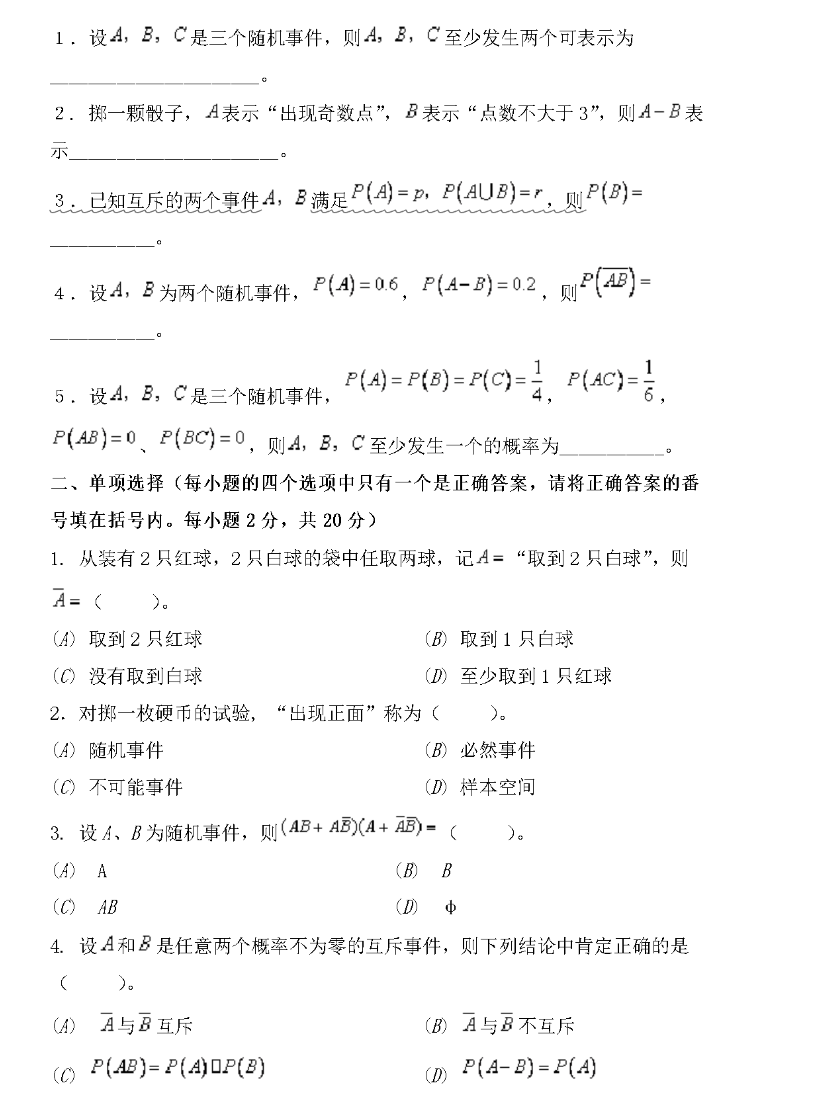 1．设A，B，C是三个随机事件，则A，B，C至少发生两个可表示为
______________________。
2．掷一颗骰子，A表示“出现奇数点”，B表示“点数不大于3”，则A−B表
示______________________。
3．已知互斥的两个事件A，B满足P(A)=p，P(A∪B)=r，则P(B)=
___________。
4．设A，B为两个随机事件，P(A)=0.6，P(A−B)=0.2，则P(\overline{AB})=
___________。
5．设A，B，C是三个随机事件，P(A)=P(B)=P(C)=1/4，P(AC)=1/6，
P(AB)=0、P(BC)=0，则A，B，C至少发生一个的概率为___________。
二、单项选择（每小题的四个选项中只有一个是正确答案，请将正确答案的番
号填在括号内。每小题2分，共20分）
1. 从装有2只红球，2只白球的袋中任取两球，记A=“取到2只白球”，则
\overline{A}=（  ）。
(A) 取到2只红球 (B) 取到1只白球
(C) 没有取到白球 (D) 至少取到1只红球
2．对掷一枚硬币的试验，“出现正面”称为（  ）。
(A) 随机事件 (B) 必然事件
(C) 不可能事件 (D) 样本空间
3. 设A、B为随机事件，则(AB+A\overline{B})(A+\overline{A}\overline{B})=（  ）。
(A) A (B) B
(C) AB (D) φ
4. 设A和B是任意两个概率不为零的互斥事件，则下列结论中肯定正确的是
（  ）。
(A) \overline{A}与\overline{B}互斥 (B) \overline{A}与\overline{B}不互斥
(C) P(AB)=P(A)□P(B) (D) P(A−B)=P(A)